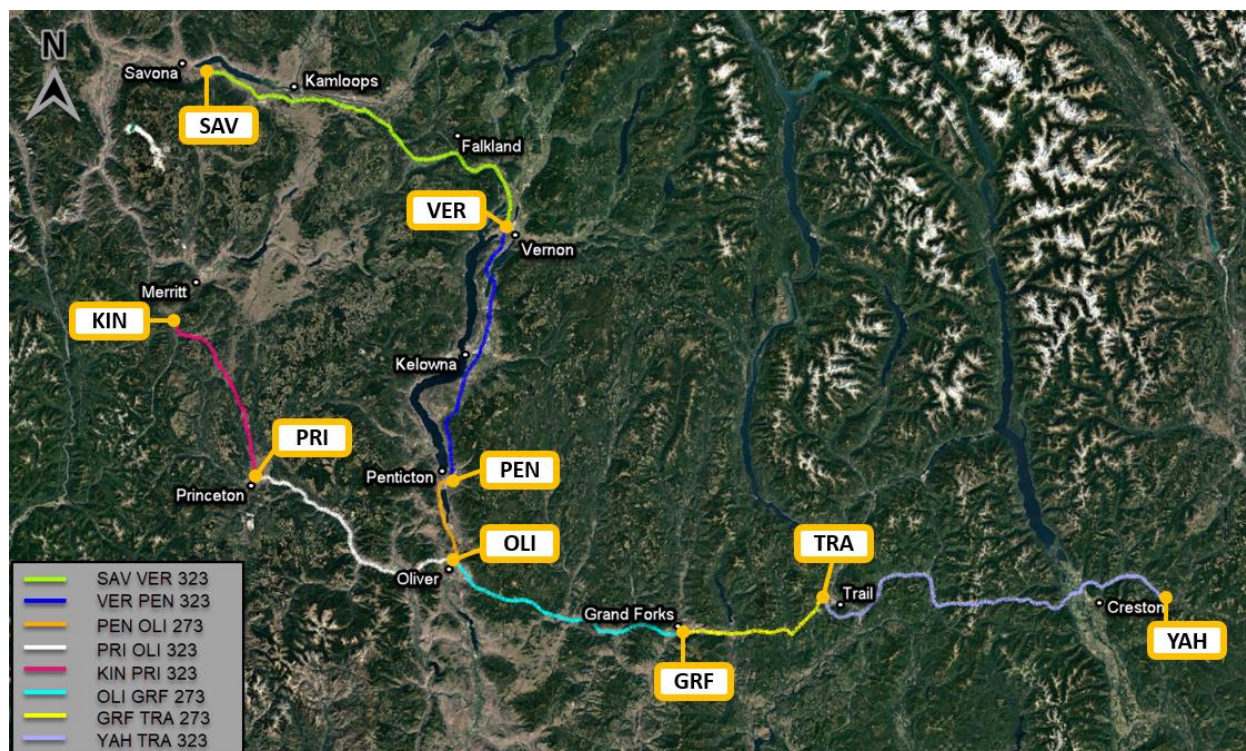 N
Savona
Kamloops
SAV
Falkland
VER
Vernon
Merritt
KIN
Kelowna
PRI
Penticton
PEN
Princeton
OLI
TRA
Oliver
Trail
Grand Forks
Creston
YAH
GRF
SAV VER 323
VER PEN 323
PEN OLI 273
PRI OLI 323
KIN PRI 323
OLI GRF 273
GRF TRA 273
YAH TRA 323